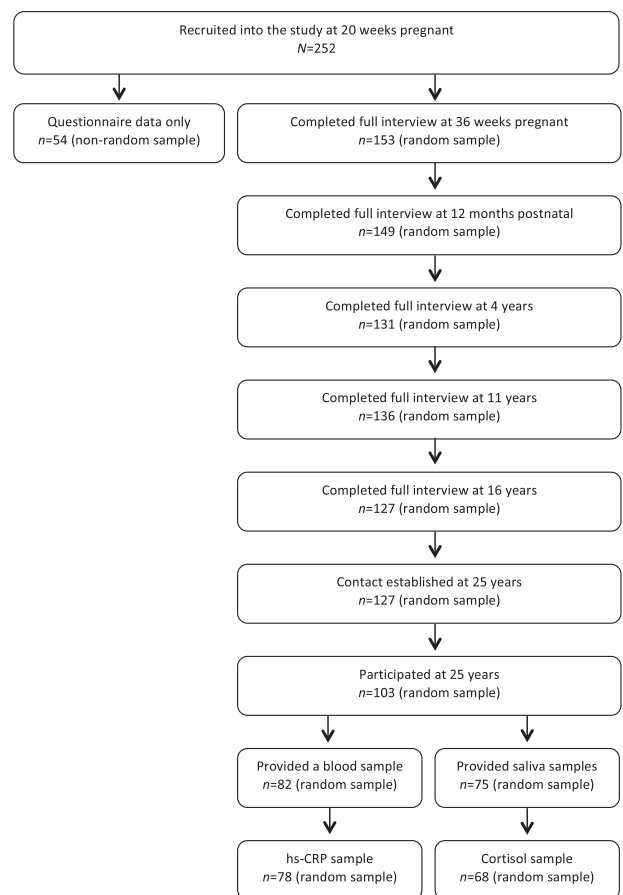 Recruited into the study at 20 weeks pregnant
N=252
Questionnaire data only
n=54 (non-random sample)
Completed full interview at 36 weeks pregnant
n=153 (random sample)
Completed full interview at 12 months postnatal
n=149 (random sample)
Completed full interview at 4 years
n=131 (random sample)
Completed full interview at 11 years
n=136 (random sample)
Completed full interview at 16 years
n=127 (random sample)
Contact established at 25 years
n=127 (random sample)
Participated at 25 years
n=103 (random sample)
Provided a blood sample
n=82 (random sample)
Provided saliva samples
n=75 (random sample)
hs-CRP sample
n=78 (random sample)
Cortisol sample
n=68 (random sample)